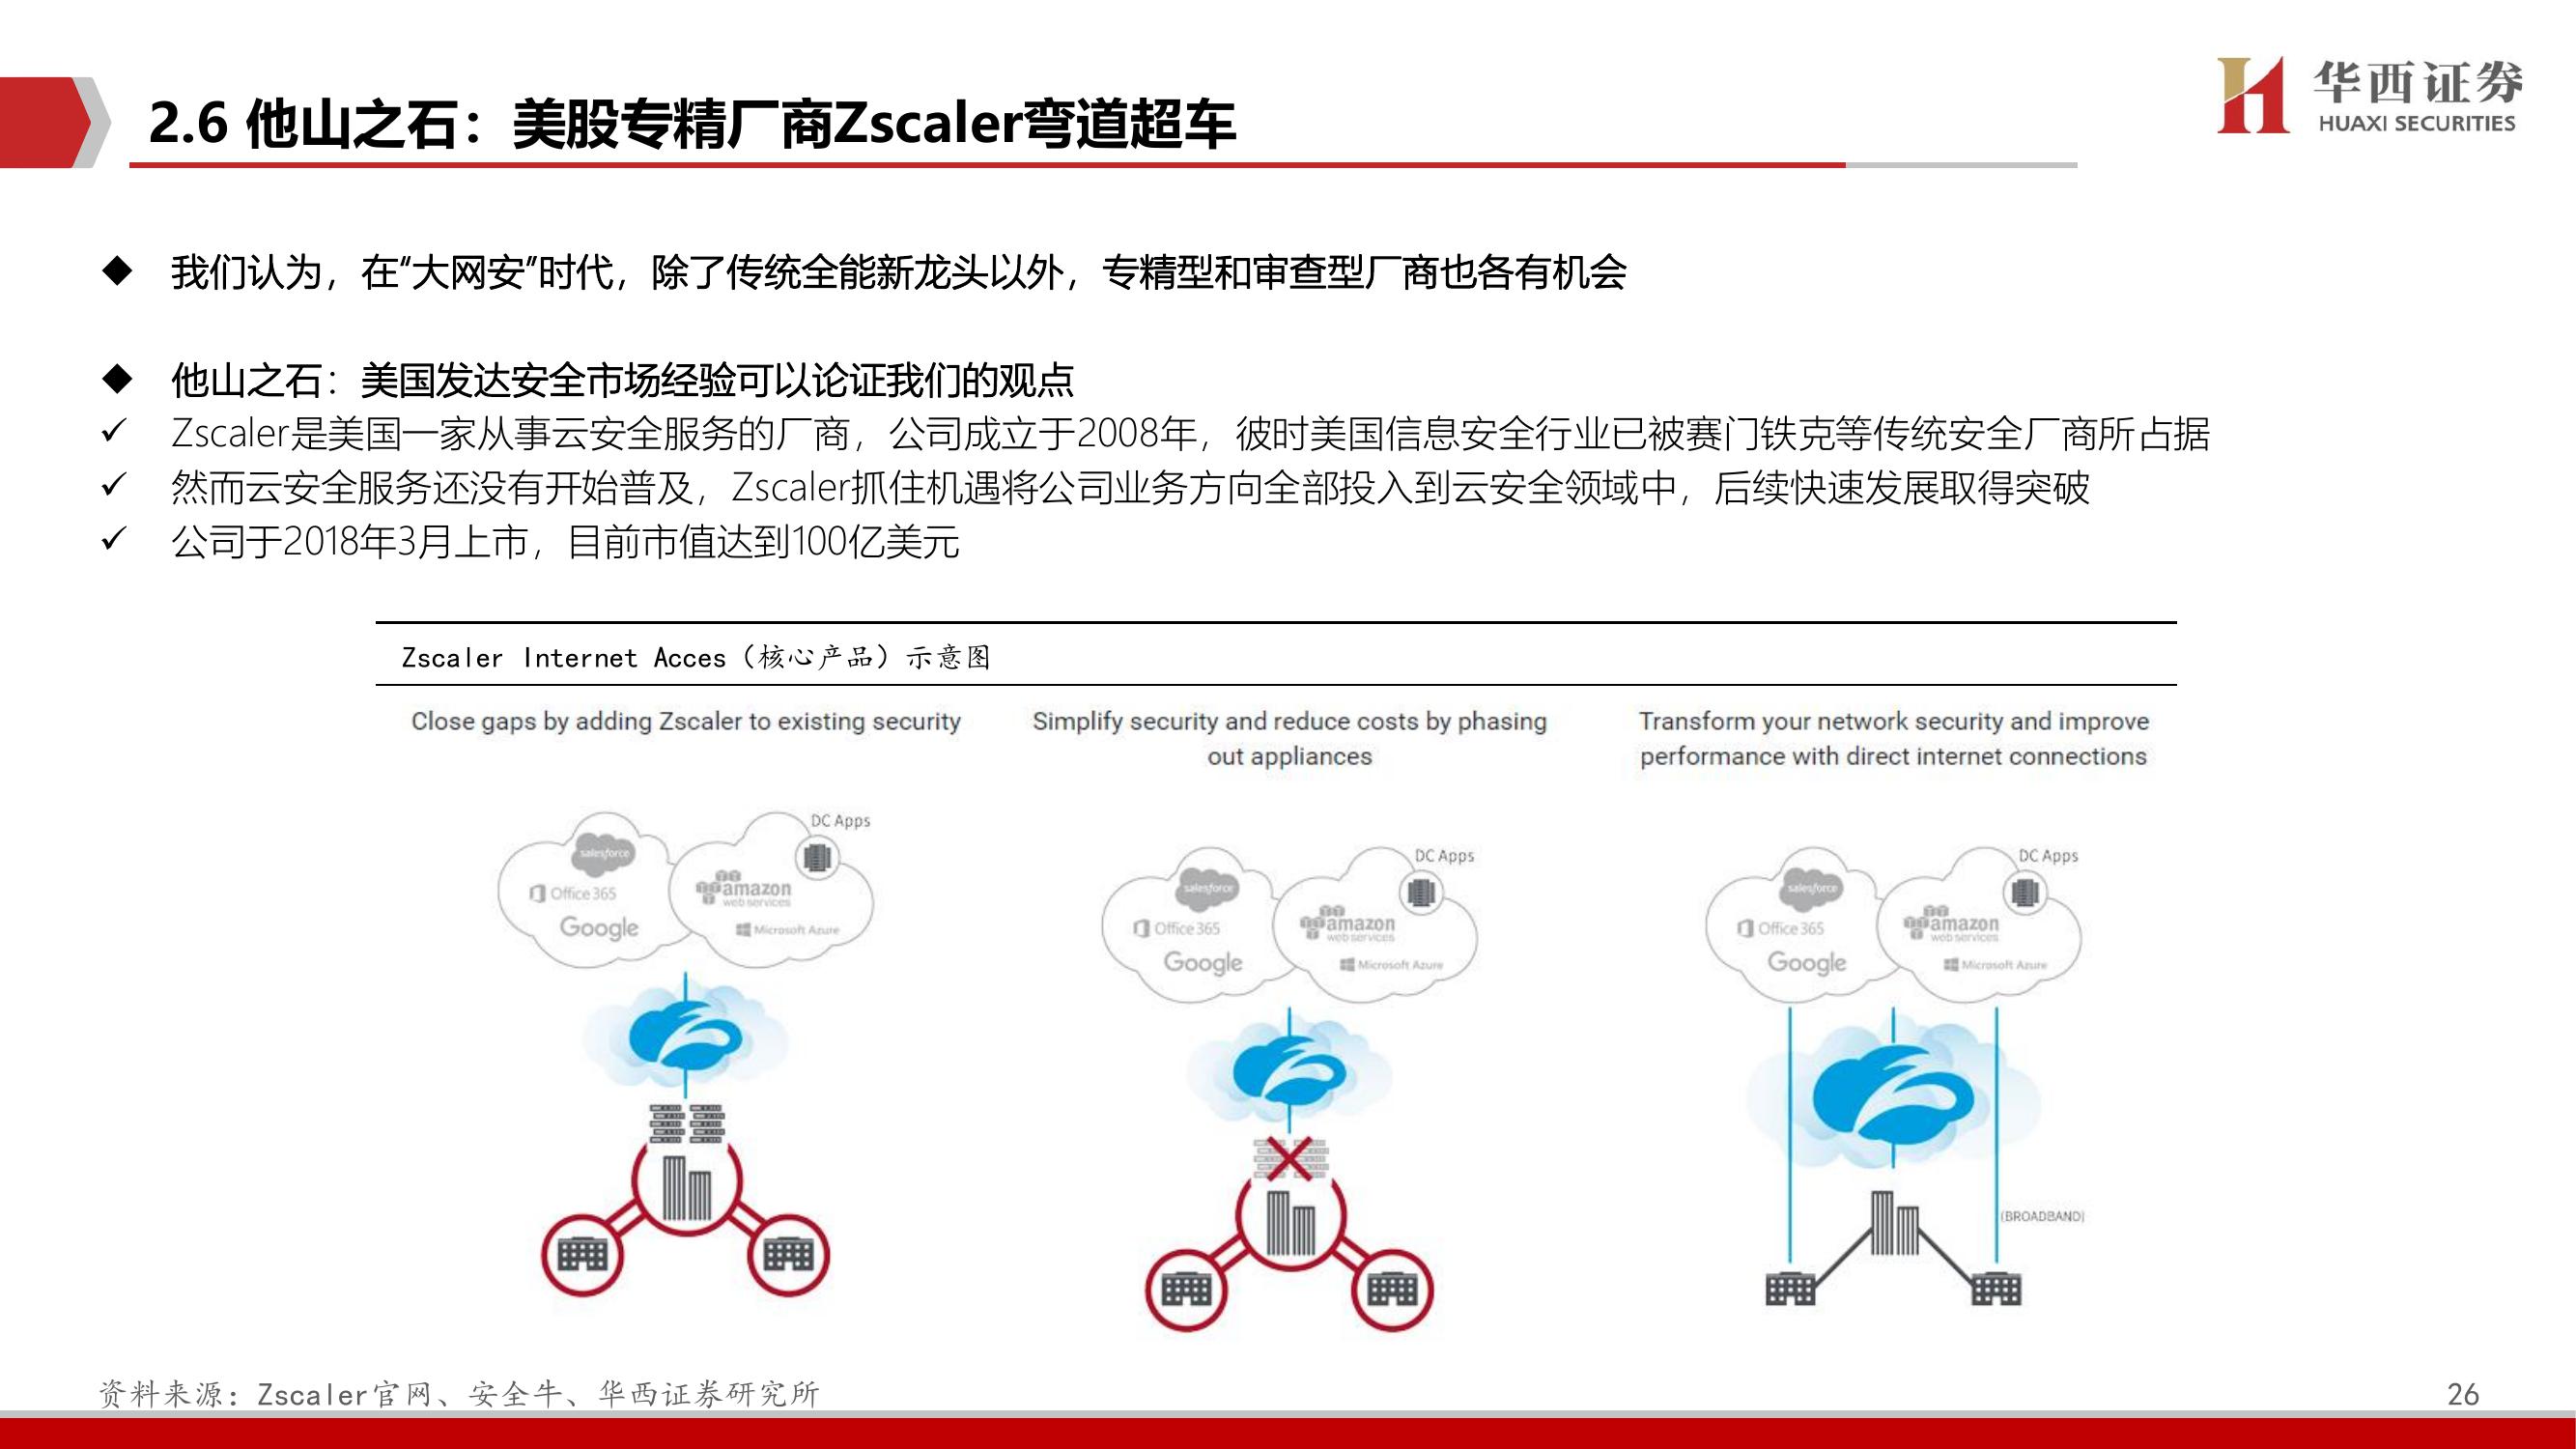 2.6 他山之石：美股专精厂商Zscaler弯道超车
华西证券
HUAXI SECURITIES
我们认为，在“大网安”时代，除了传统全能新龙头以外，专精型和审查型厂商也各有机会
他山之石：美国发达安全市场经验可以论证我们的观点
Zscaler是美国一家从事云安全服务的厂商，公司成立于2008年，彼时美国信息安全行业已被赛门铁克等传统安全厂商所占据
然而云安全服务还没有开始普及，Zscaler抓住机遇将公司业务方向全部投入到云安全领域中，后续快速发展取得突破
公司于2018年3月上市，目前市值达到100亿美元
Zscaler Internet Acces（核心产品）示意图
Close gaps by adding Zscaler to existing security
DC Apps
salesforce
Office 365
amazon
web services
Google
Microsoft Azure
Simplify security and reduce costs by phasing
out appliances
DC Apps
salesforce
Office 365
amazon
web services
Google
Microsoft Azure
Transform your network security and improve
performance with direct internet connections
DC Apps
salesforce
Office 365
amazon
web services
Google
Microsoft Azure
(BROADBAND)
资料来源：Zscaler官网、安全牛、华西证券研究所
26